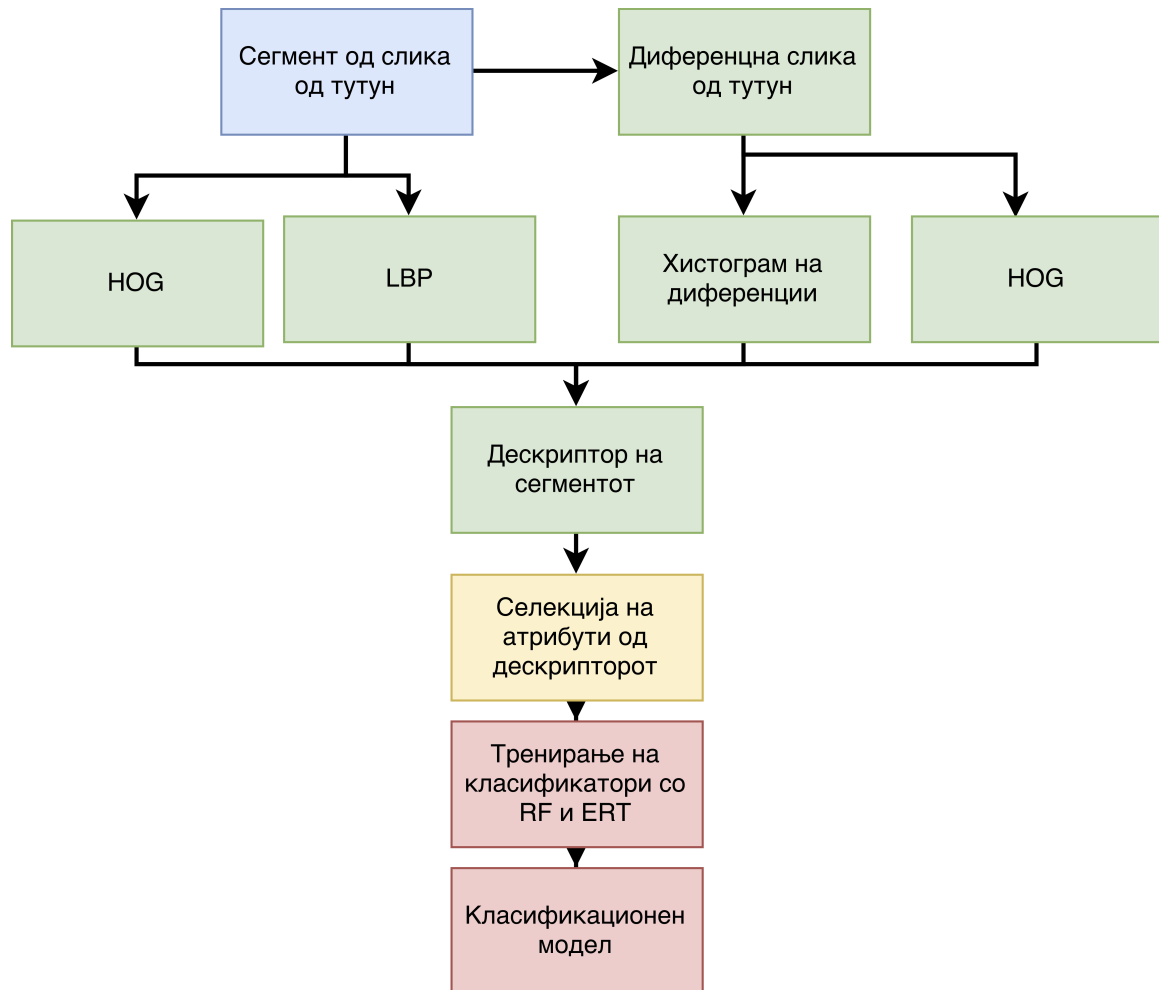 Сегмент од слика
од тутун
Диференцна слика
од тутун
HOG
LBP
Хистограм на
диференции
HOG
Дескриптор на
сегментот
Селекција на
атрибути од
дескрипторот
Тренирање на
класификатори со
RF и ERT
Класификационен
модел